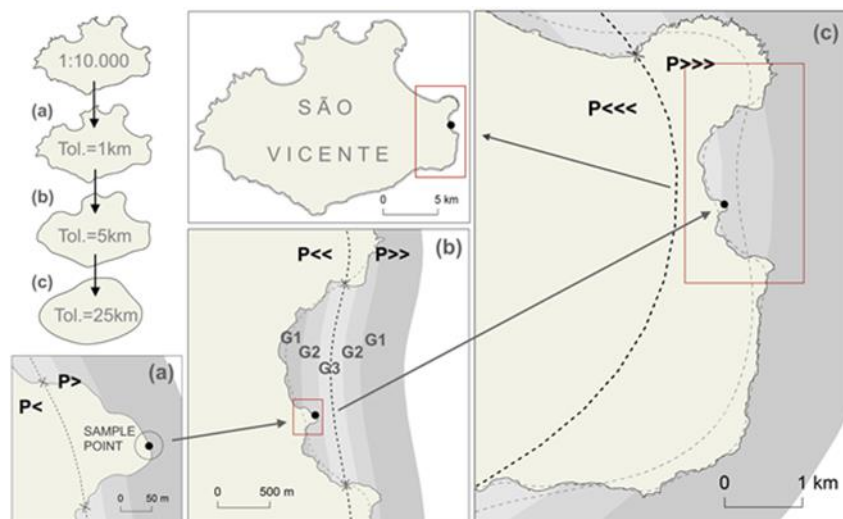 1:10.000
(a)
Tol.=1km
(b)
Tol.=5km
(c)
Tol.=25km
SÃO
VICENTE
0 5 km
(a)
P>
P<
SAMPLE
POINT
0 50 m
(b)
P<<
P>>
G1
G2
G3
G2
G1
0 500 m
(c)
P>>>
P<<<
0 1 km